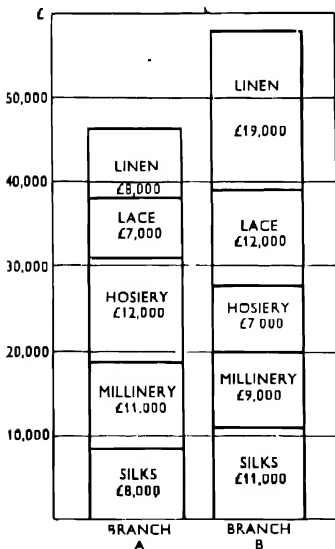 £
50,000
40,000
30,000
20,000
10,000
LINEN
£8,000
LACE
£7,000
HOSIERY
£12,000
MILLINERY
£11,000
SILKS
£8,000
BRANCH
A
LINEN
£19,000
LACE
£12,000
HOSIERY
£7 000
MILLINERY
£9,000
SILKS
£11,000
BRANCH
B